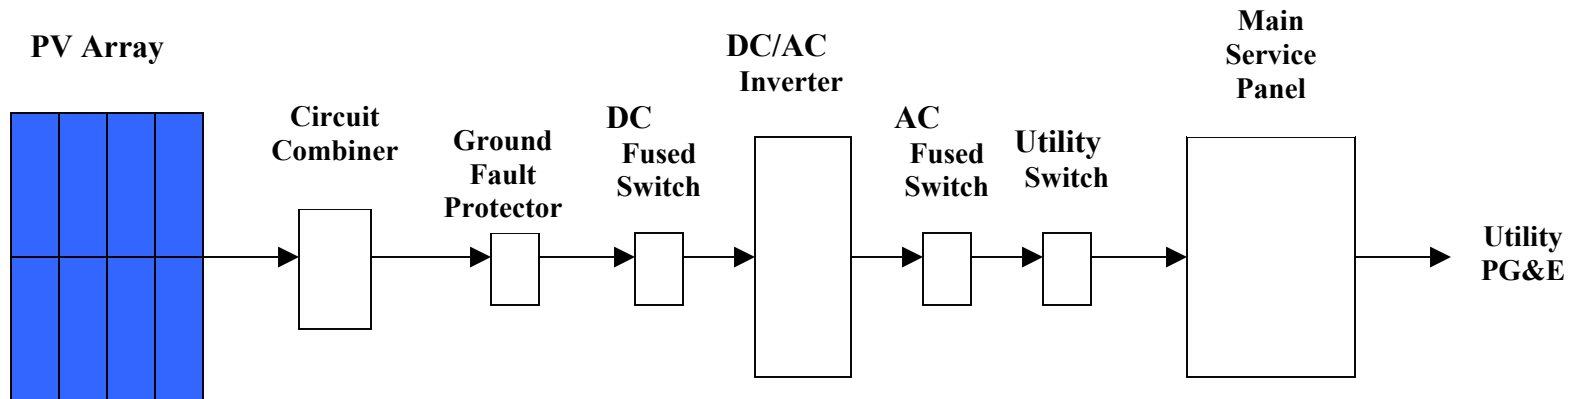 PV Array
Circuit
Combiner
Ground
Fault
Protector
DC
Fused
Switch
DC/AC
Inverter
AC
Fused
Switch
Utility
Switch
Main
Service
Panel
Utility
PG&E